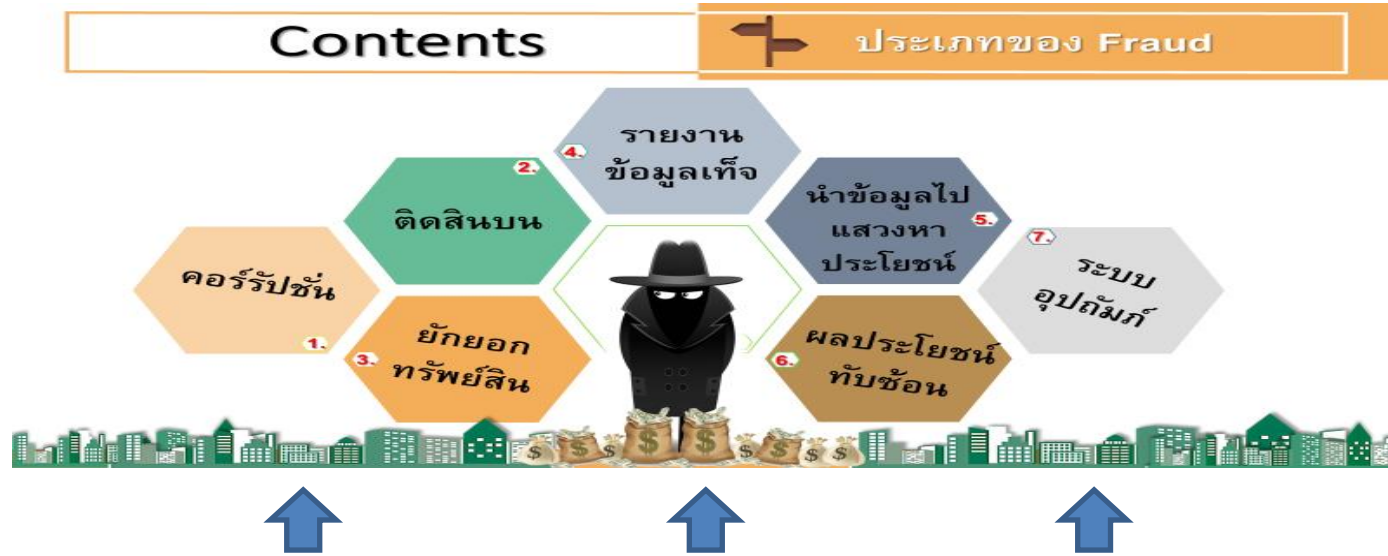 Contents
ประเภทของ Fraud
คอร์รัปชั่น
1.
2.
ติดสินบน
3.
ยักยอก
ทรัพย์สิน
4.
รายงาน
ข้อมูลเท็จ
นำข้อมูลไป
5.
แสวงหา
ประโยชน์
6.
ผลประโยชน์
ทับซ้อน
7.
ระบบ
อุปถัมภ์